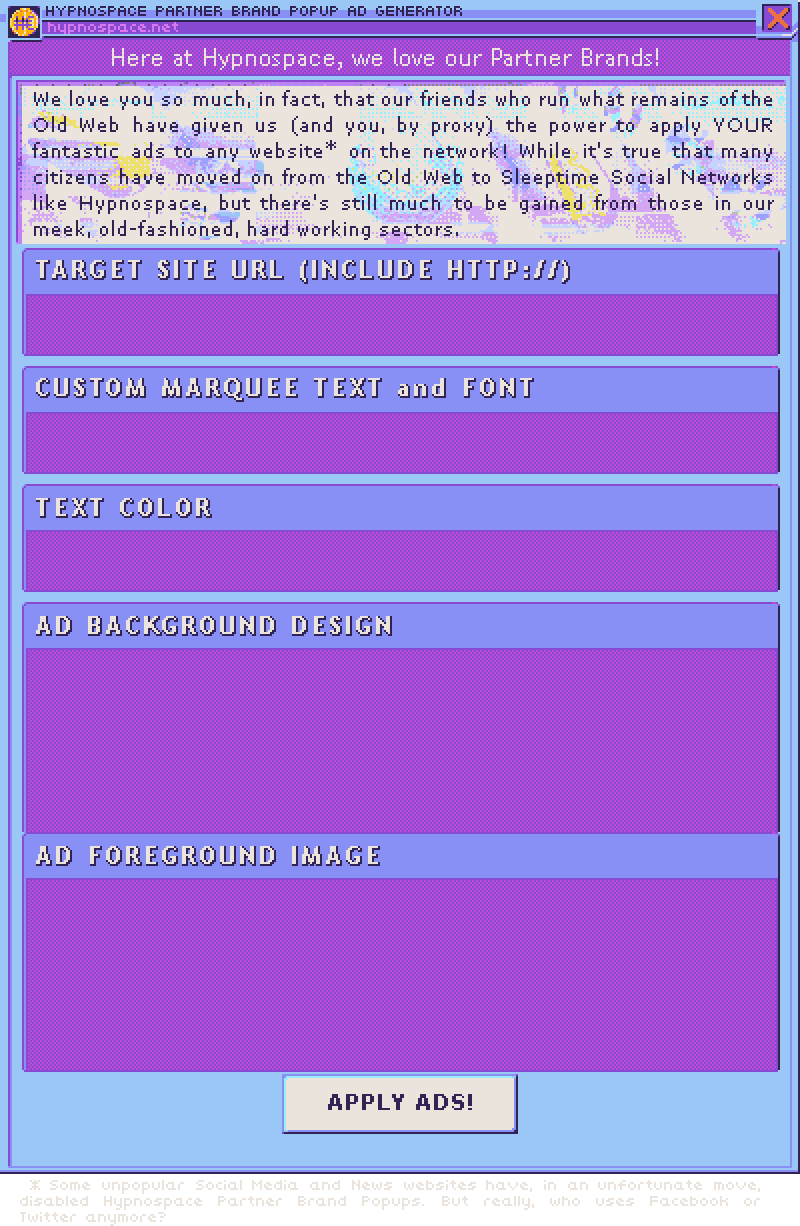 HYPNOSPACE PARTNER BRAND POPUP AD GENERATOR
hypnospace.net
Here at Hypnospace, we love our Partner Brands!
We love you so much, in fact, that our friends who run what remains of the
Old Web have given us (and you, by proxy) the power to apply YOUR
fantastic ads to any website* on the network! While it's true that many
citizens have moved on from the Old Web to Sleeptime Social Networks
like Hypnospace, but there's still much to be gained from those in our
meek, old-fashioned, hard working sectors.
TARGET SITE URL (INCLUDE HTTP://)
CUSTOM MARQUEE TEXT and FONT
TEXT COLOR
AD BACKGROUND DESIGN
AD FOREGROUND IMAGE
APPLY ADS!
* Some unpopular Social Media and News websites have, in an unfortunate move,
disabled Hypnospace Partner Brand Popups. But really, who uses Facebook or
Twitter anymore?